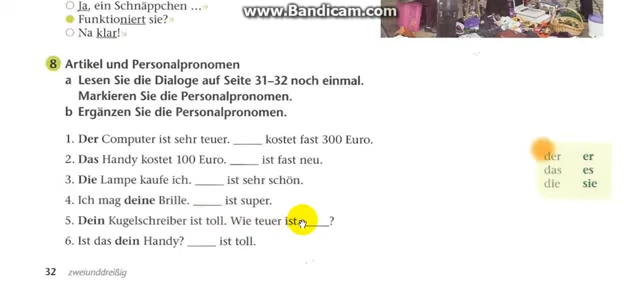 www.Bandicam.com
Ja, ein Schnäppchen ...
Funktioniert sie?
Na klar!
8 Artikel und Personalpronomen
a Lesen Sie die Dialoge auf Seite 31–32 noch einmal.
Markieren Sie die Personalpronomen.
b Ergänzen Sie die Personalpronomen.
1. Der Computer ist sehr teuer. _____ kostet fast 300 Euro.
2. Das Handy kostet 100 Euro. _____ ist fast neu.
3. Die Lampe kaufe ich. _____ ist sehr schön.
4. Ich mag deine Brille. _____ ist super.
5. Dein Kugelschreiber ist toll. Wie teuer ist _____?
6. Ist das dein Handy? _____ ist toll.
der er
das es
die sie
32 zweiunddreißig